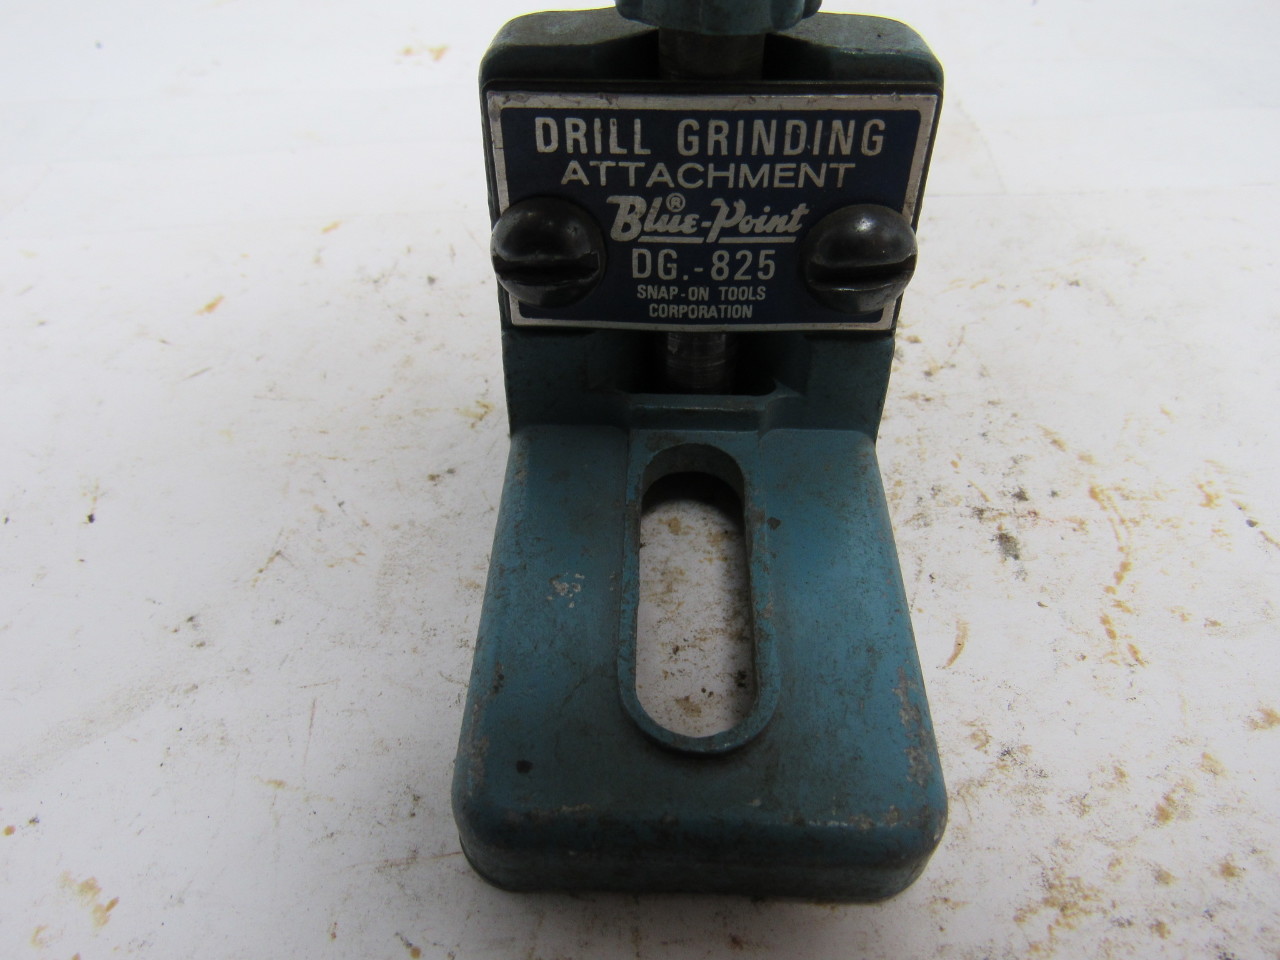 DRILL GRINDING
ATTACHMENT
Blue-Point®
DG.-825
SNAP-ON TOOLS
CORPORATION